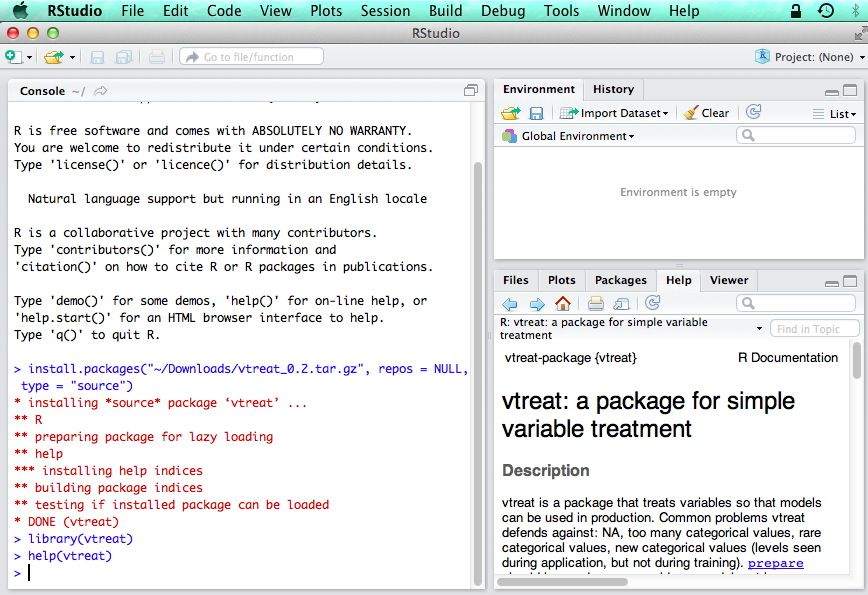 RStudio File Edit Code View Plots Session Build Debug Tools Window Help
RStudio
Go to file/function
Project: (None)
Console ~/
R is free software and comes with ABSOLUTELY NO WARRANTY.
You are welcome to redistribute it under certain conditions.
Type 'license()' or 'licence()' for distribution details.
Natural language support but running in an English locale
R is a collaborative project with many contributors.
Type 'contributors()' for more information and
'citation()' on how to cite R or R packages in publications.
Type 'demo()' for some demos, 'help()' for on-line help, or
'help.start()' for an HTML browser interface to help.
Type 'q()' to quit R.
> install.packages("~/Downloads/vtreat_0.2.tar.gz", repos = NULL,
type = "source")
* installing *source* package ‘vtreat’ ...
** R
** preparing package for lazy loading
** help
*** installing help indices
** building package indices
** testing if installed package can be loaded
* DONE (vtreat)
> library(vtreat)
> help(vtreat)
>
Environment History
Import Dataset Clear List
Global Environment
Environment is empty
Files Plots Packages Help Viewer
R: vtreat: a package for simple variable
treatment
Find in Topic
vtreat-package {vtreat} R Documentation
vtreat: a package for simple
variable treatment
Description
vtreat is a package that treats variables so that models
can be used in production. Common problems vtreat
defends against: NA, too many categorical values, rare
categorical values, new categorical values (levels seen
during application, but not during training). prepare